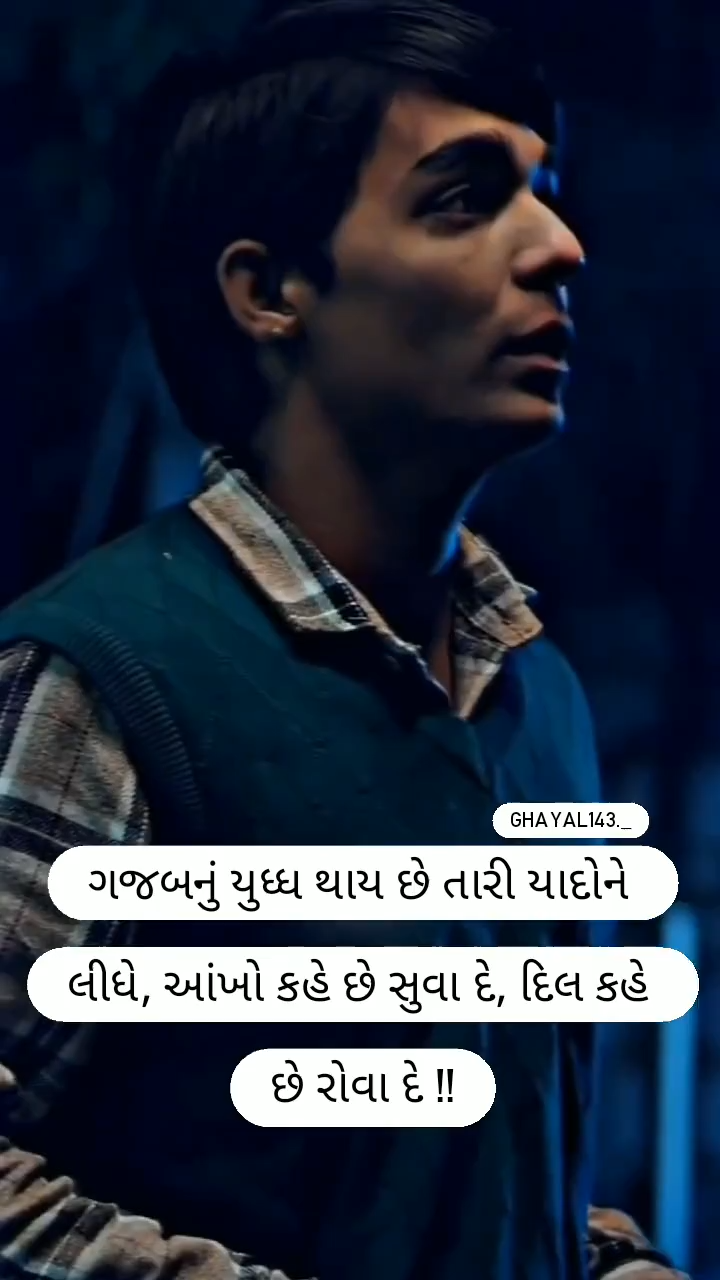 GHAYAL143._
ગજબનું યુધ્ધ થાય છે તારી યાદોને
લીધે, આંખો કહે છે સુવા દે, દિલ કહે
છે રોવા દે !!